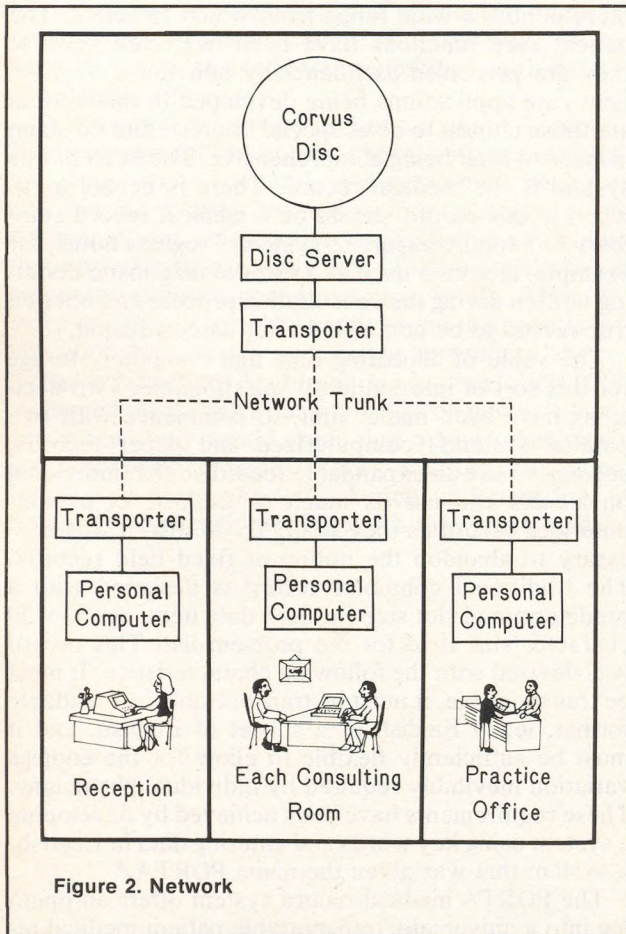 Corvus
Disc
Disc Server
Transporter
Network Trunk
Transporter Transporter Transporter
Personal
Computer
Personal
Computer
Personal
Computer
Reception
Each Consulting
Room
Practice
Office
Figure 2. Network